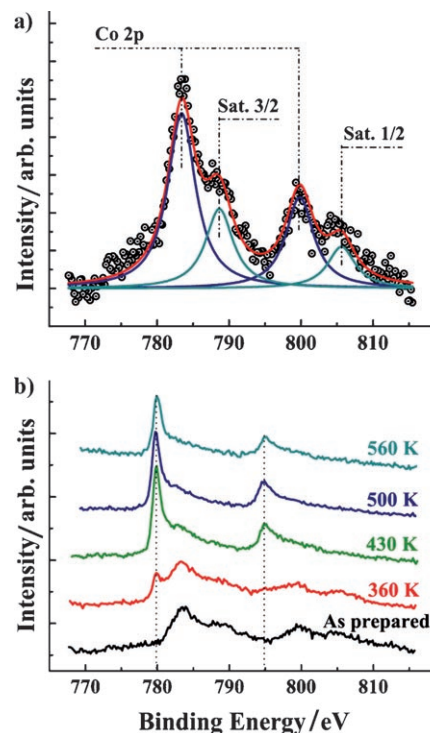 a)
Co 2p
Sat. 3/2
Sat. 1/2
Intensity/ arb. units
770 780 790 800 810
b)
560 K
500 K
430 K
360 K
As prepared
Intensity/ arb. units
770 780 790 800 810
Binding Energy /eV